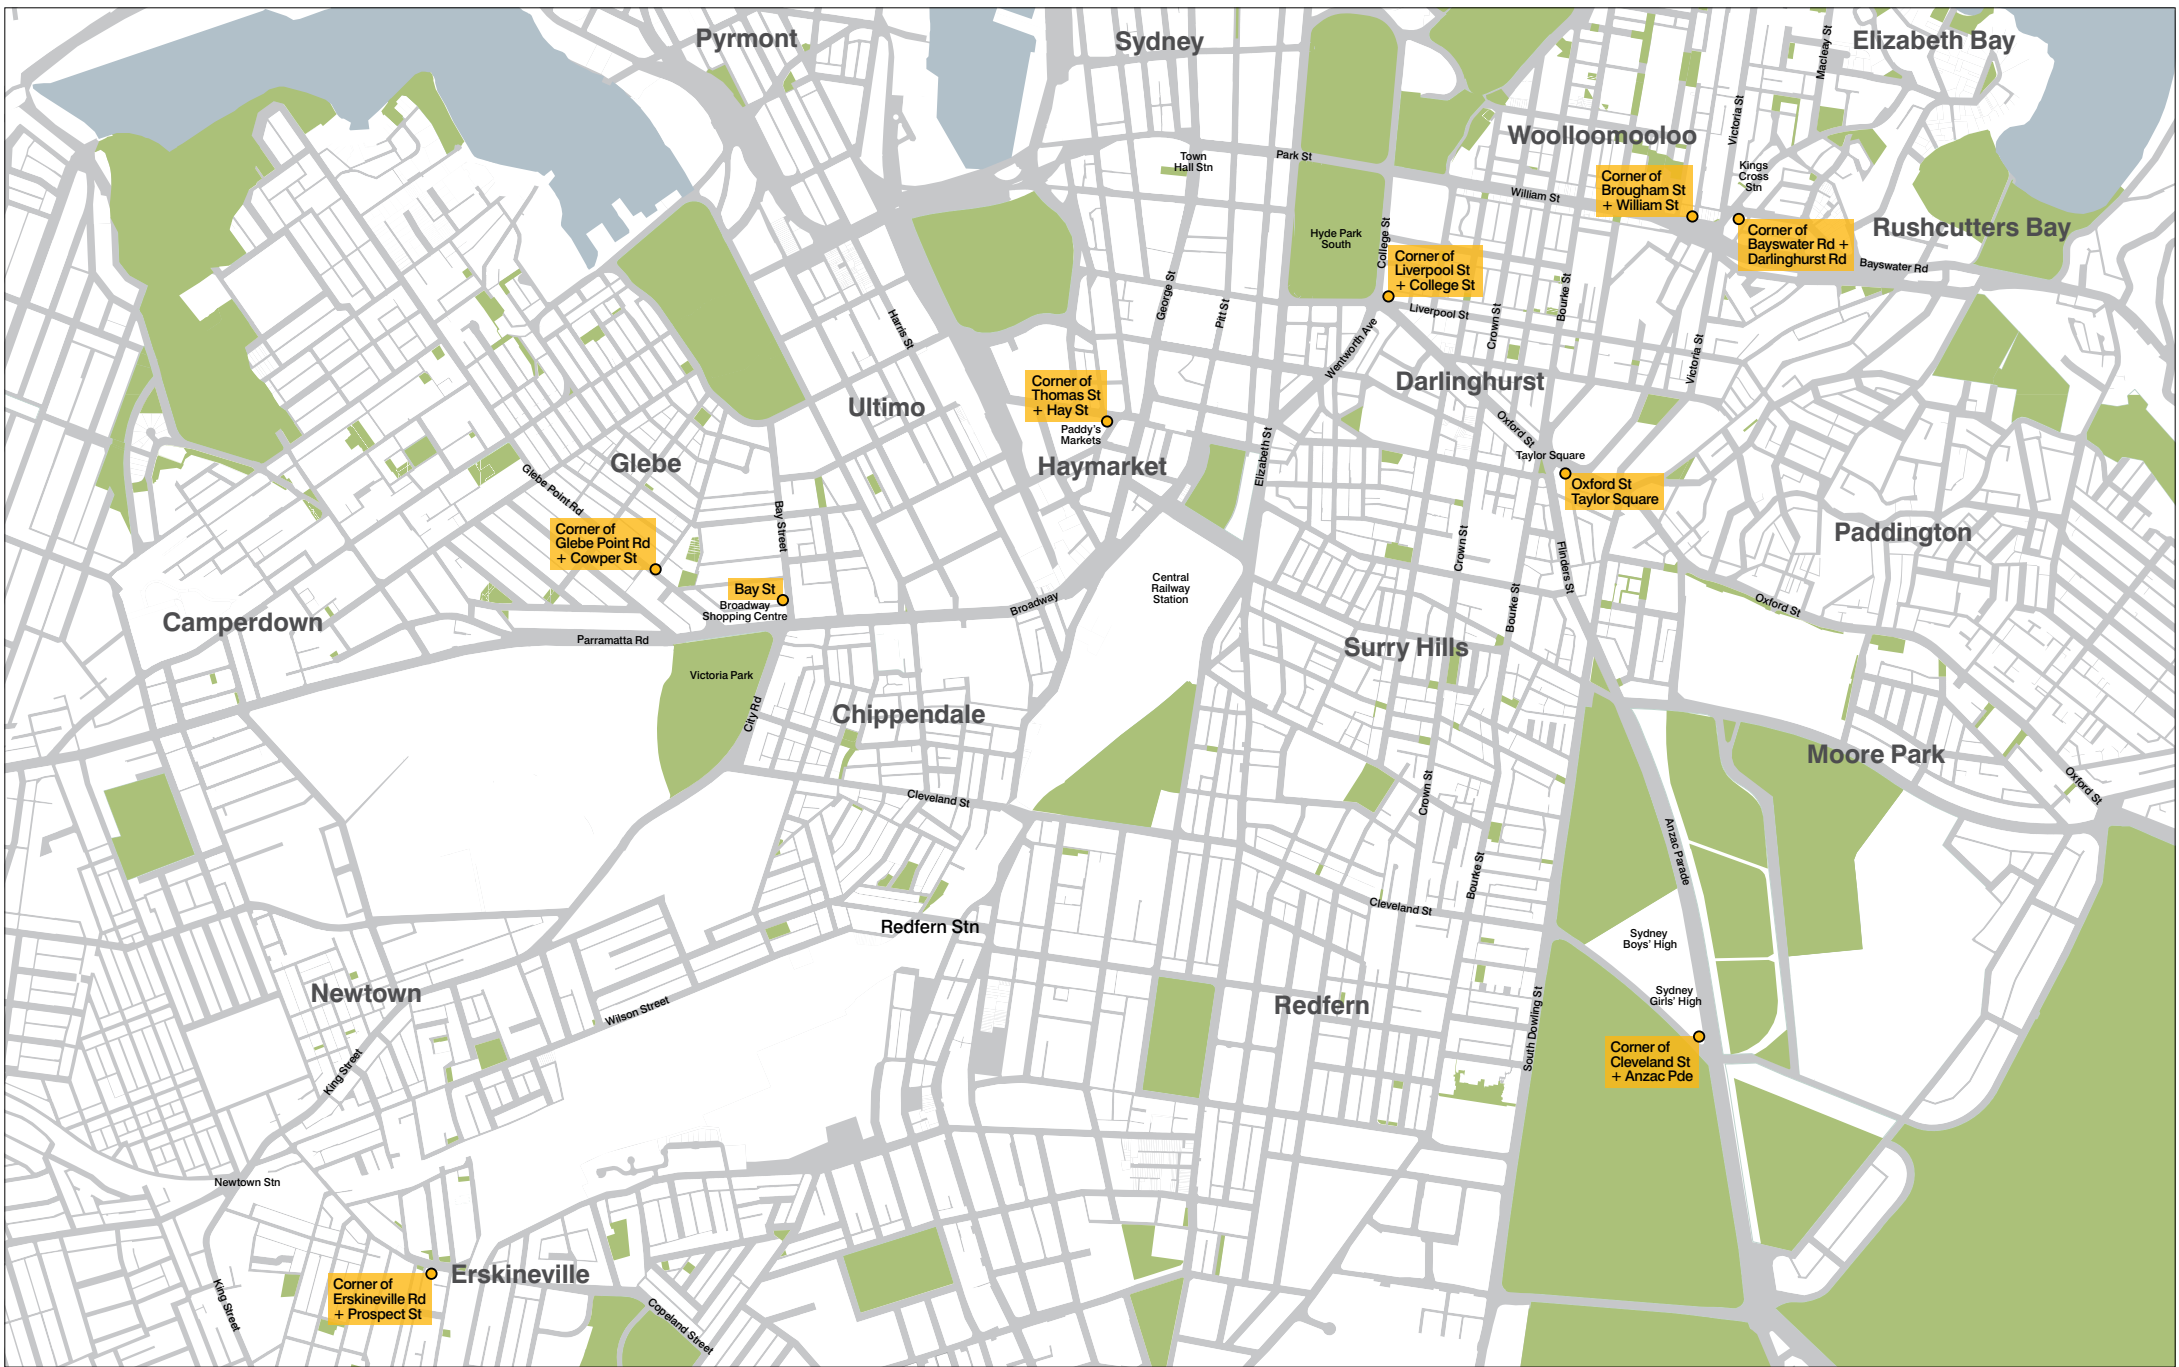 Pyrmont
Sydney
Elizabeth Bay
Macleay St
Victoria St
Woolloomooloo
Town
Hall Stn
Park St
Kings
Cross
Stn
Corner of
Brougham St
+ William St
William St
Corner of
Bayswater Rd +
Darlinghurst Rd
Rushcutters Bay
Bayswater Rd
Hyde Park
South
College St
Corner of
Liverpool St
+ College St
Liverpool St
George St
Pitt St
Harris St
Wentworth Ave
Crown St
Bourke St
Victoria St
Darlinghurst
Corner of
Thomas St
+ Hay St
Paddy's
Markets
Haymarket
Ultimo
Glebe
Glebe Point Rd
Elizabeth St
Oxford St
Taylor Square
Oxford St
Taylor Square
Paddington
Corner of
Glebe Point Rd
+ Cowper St
Bay Street
Bay St
Broadway
Shopping Centre
Broadway
Central
Railway
Station
Crown St
Flinders St
Bourke St
Oxford St
Camperdown
Parramatta Rd
Surry Hills
Victoria Park
City Rd
Chippendale
Moore Park
Oxford St
Cleveland St
Crown St
Anzac Parade
Bourke St
Cleveland St
Redfern Stn
Sydney
Boys' High
Newtown
Wilson Street
Redfern
Sydney
Girls' High
South Dowling St
Corner of
Cleveland St
+ Anzac Pde
King Street
Newtown Stn
Erskineville
Corner of
Erskineville Rd
+ Prospect St
King Street
Copeland Street